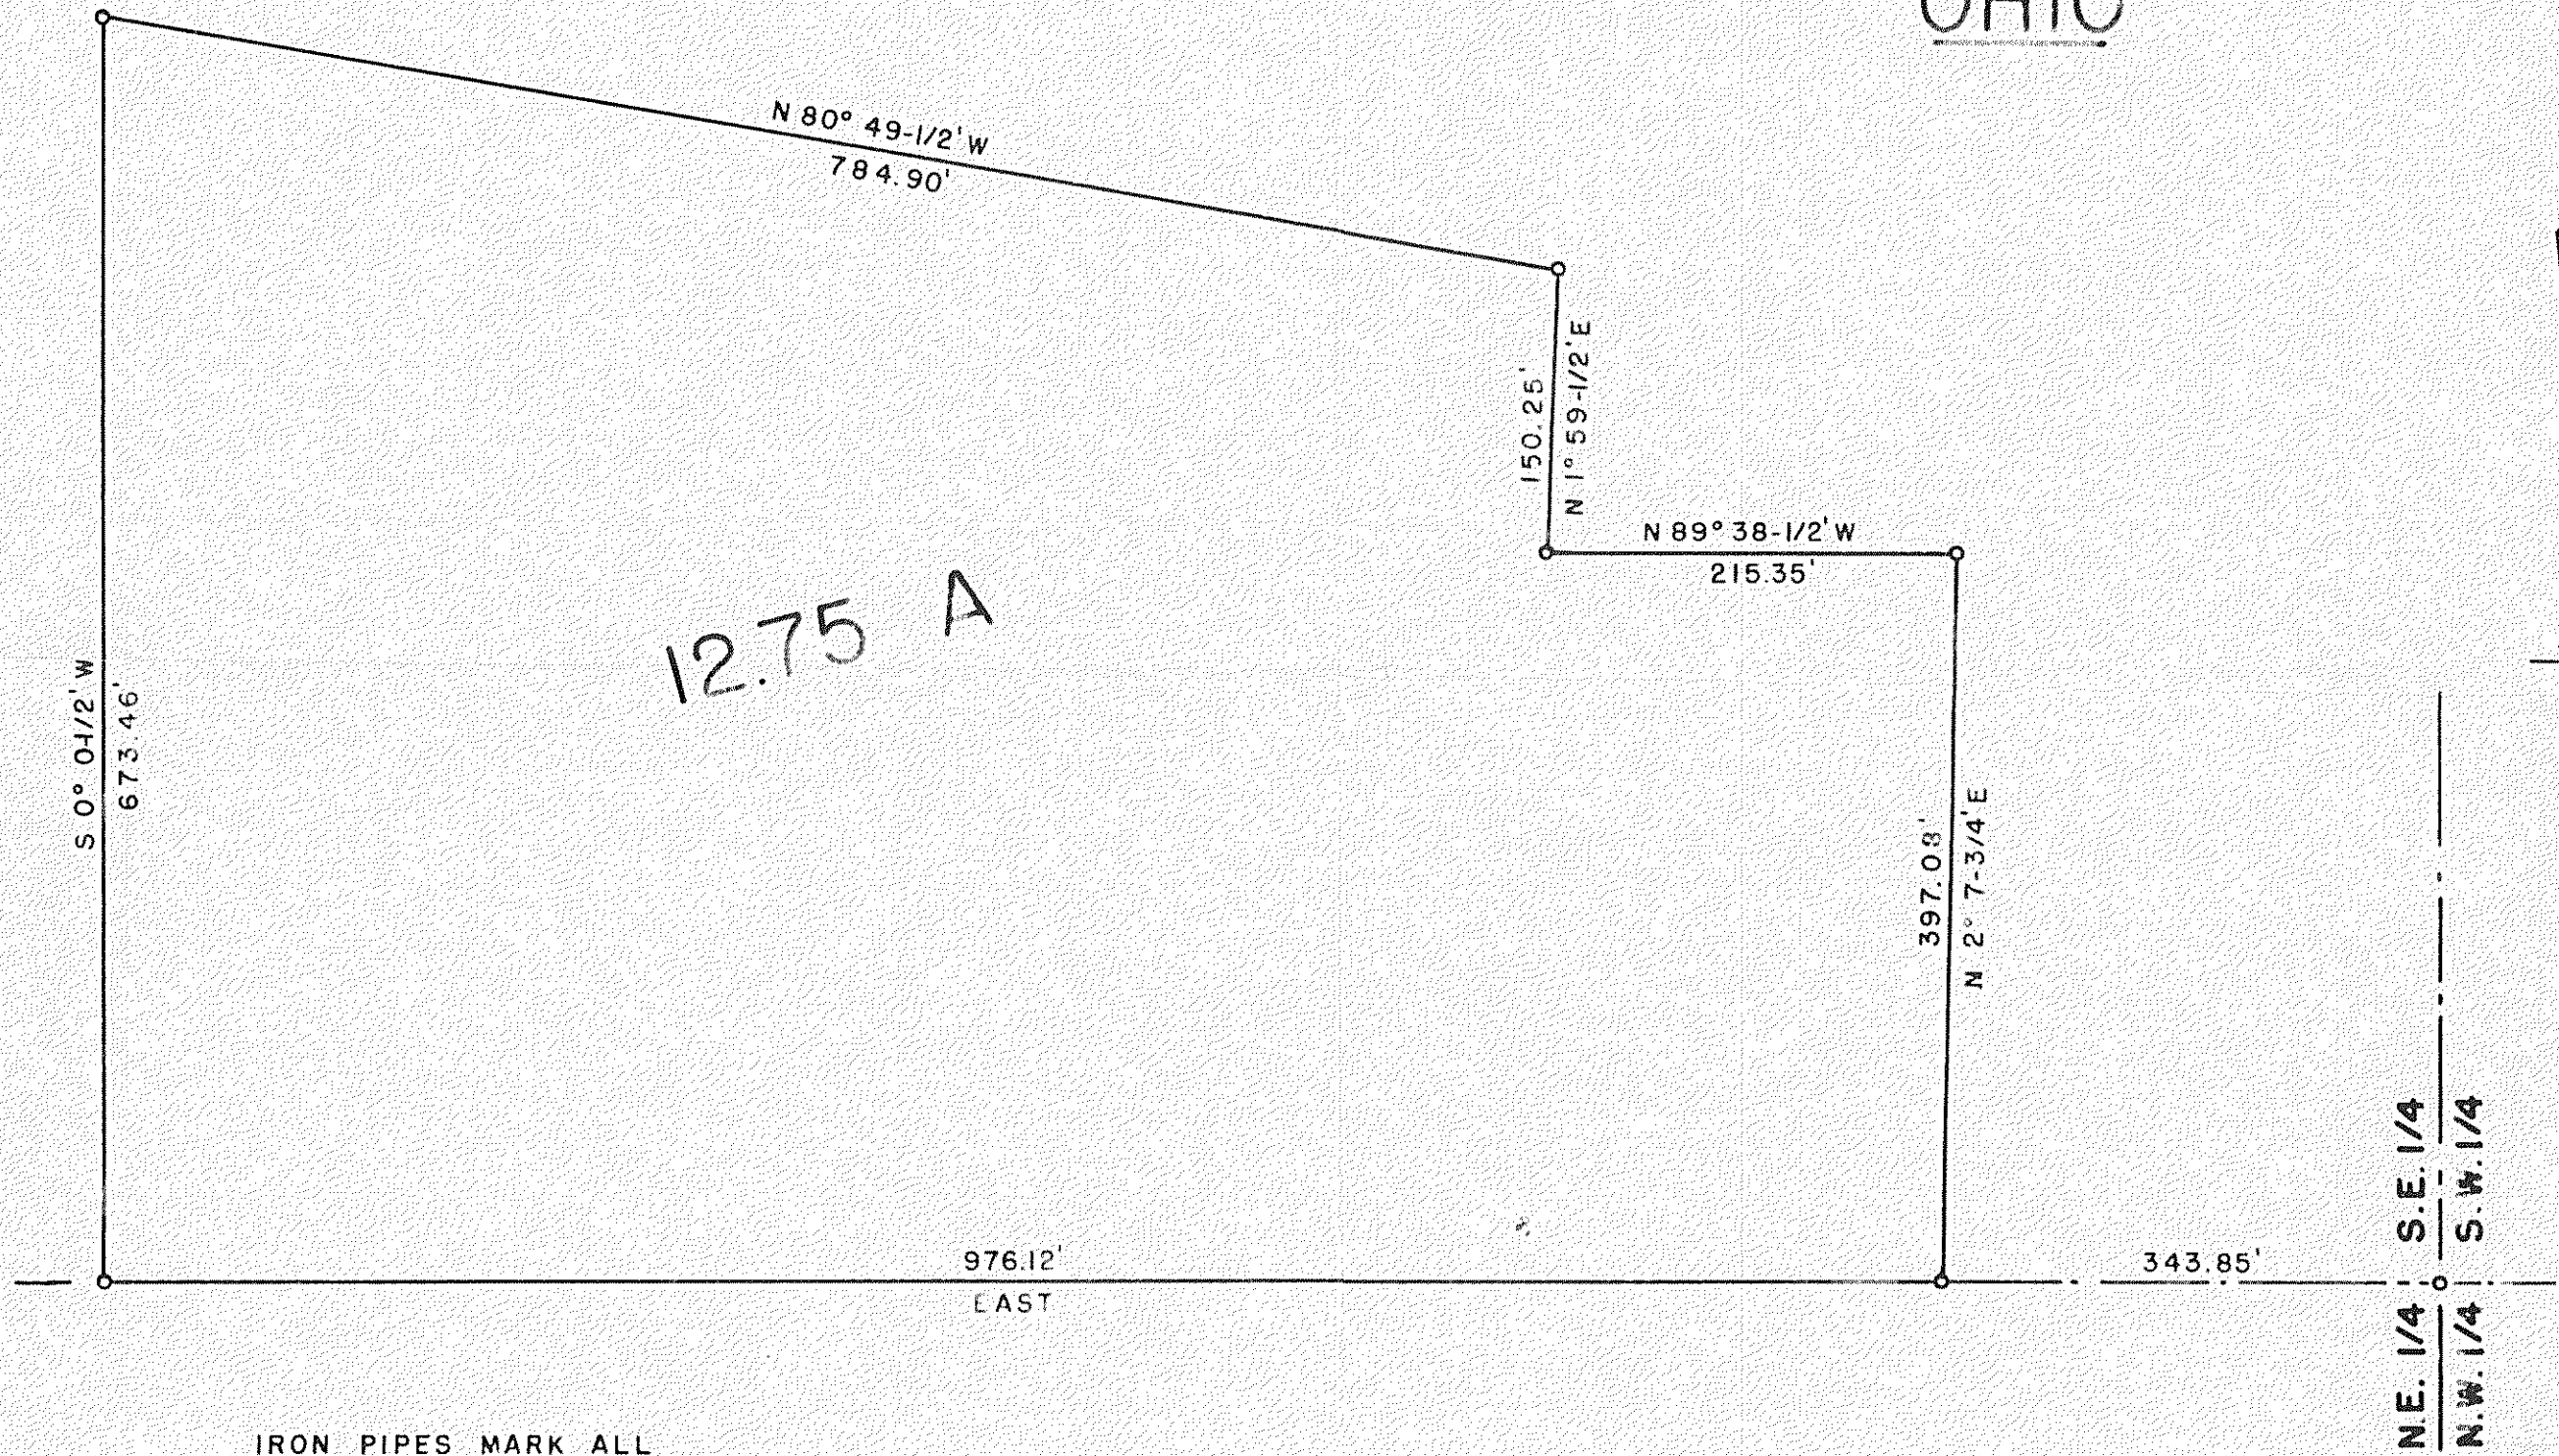 OHIO
N 80° 49-1/2' W
784.90'
150.25'
N 1° 59-1/2' E
N 89° 38-1/2' W
215.35'
12.75 A
S 0° 0-1/2' W
673.46'
397.08'
N 2° 7-3/4' E
S.E. 1/4
S.W. 1/4
976.12'
343.85'
EAST
N.E. 1/4
N.W. 1/4
IRON PIPES MARK ALL